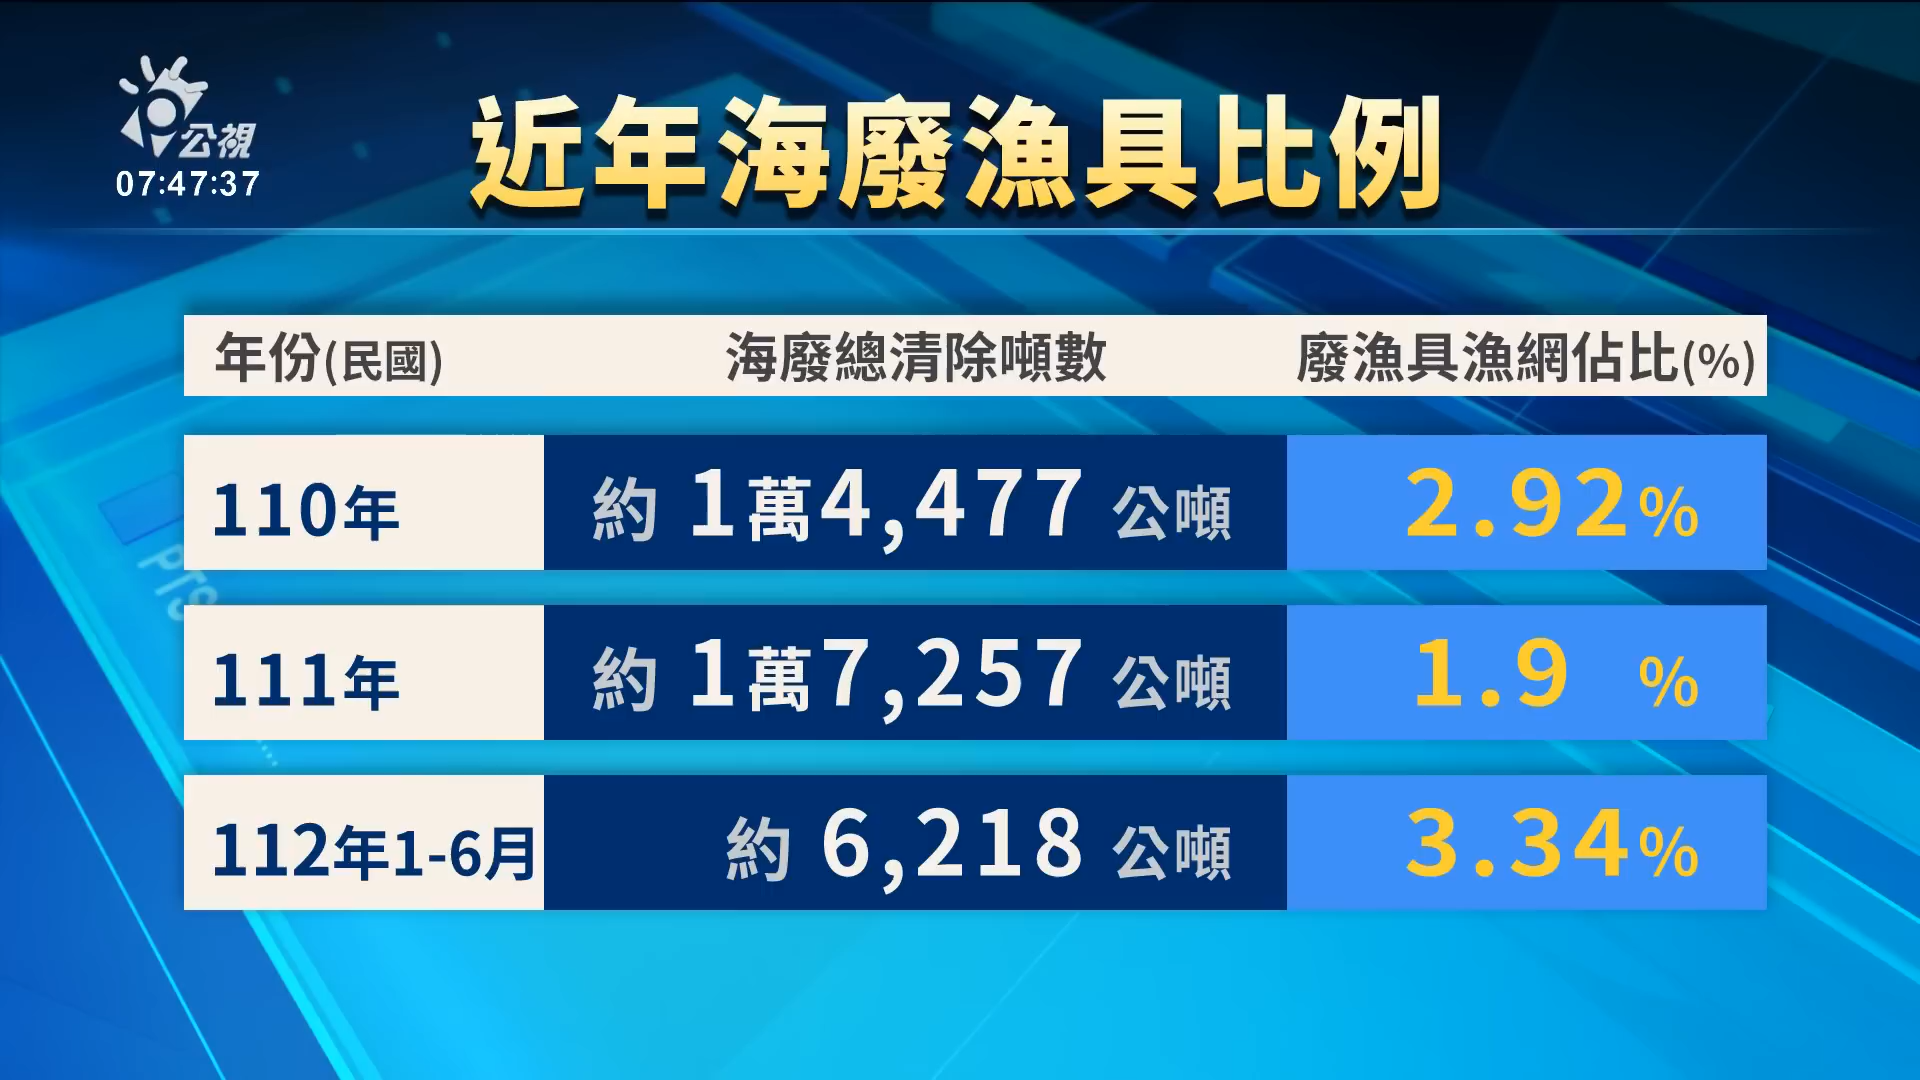 公視
07:47:37
近年海廢漁具比例
年份(民國) 海廢總清除噸數 廢漁具漁網佔比(%)
110年 約 1萬4,477 公噸 2.92%
111年 約 1萬7,257 公噸 1.9 %
112年1-6月 約 6,218 公噸 3.34%
PTS